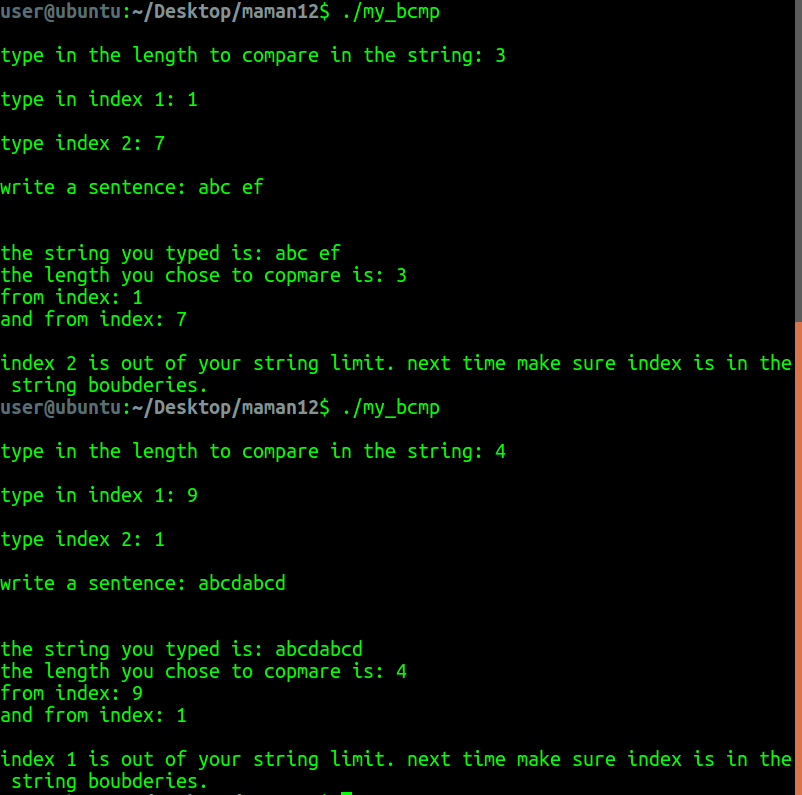 user@ubuntu:~/Desktop/maman12$ ./my_bcmp
type in the length to compare in the string: 3
type in index 1: 1
type index 2: 7
write a sentence: abc ef
the string you typed is: abc ef
the length you chose to copmare is: 3
from index: 1
and from index: 7
index 2 is out of your string limit. next time make sure index is in the
string boubderies.
user@ubuntu:~/Desktop/maman12$ ./my_bcmp
type in the length to compare in the string: 4
type in index 1: 9
type index 2: 1
write a sentence: abcdabcd
the string you typed is: abcdabcd
the length you chose to copmare is: 4
from index: 9
and from index: 1
index 1 is out of your string limit. next time make sure index is in the
string boubderies.